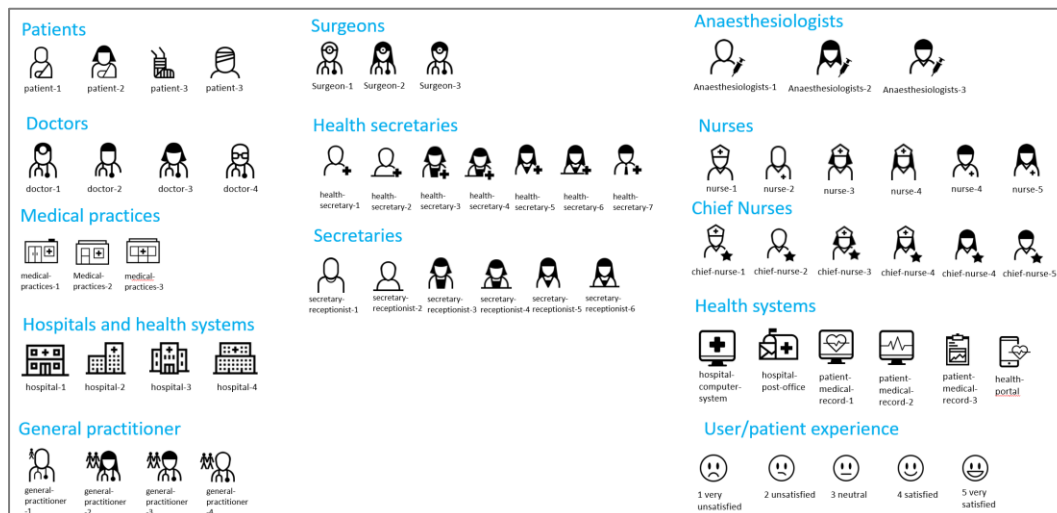 Patients
patient-1
patient-2
patient-3
patient-3
Doctors
doctor-1
doctor-2
doctor-3
doctor-4
Medical practices
medical-
practices-1
Medical-
practices-2
medical-
practices-3
Hospitals and health systems
hospital-1
hospital-2
hospital-3
hospital-4
General practitioner
general-
practitioner
-1
general-
practitioner
-2
general-
practitioner
-3
general-
practitioner
-4
Surgeons
Surgeon-1
Surgeon-2
Surgeon-3
Health secretaries
health-
secretary-1
health-
secretary-2
health-
secretary-3
health-
secretary-4
health-
secretary-5
health-
secretary-6
health-
secretary-7
Secretaries
secretary-
receptionist-1
secretary-
receptionist-2
secretary-
receptionist-3
secretary-
receptionist-4
secretary-
receptionist-5
secretary-
receptionist-6
Anaesthesiologists
Anaesthesiologists-1
Anaesthesiologists-2
Anaesthesiologists-3
Nurses
nurse-1
nurse-2
nurse-3
nurse-4
nurse-4
nurse-5
Chief Nurses
chief-nurse-1
chief-nurse-2
chief-nurse-3
chief-nurse-4
chief-nurse-4
chief-nurse-5
Health systems
hospital-
computer-
system
hospital-
post-office
patient-
medical-
record-1
patient-
medical-
record-2
patient-
medical-
record-3
health-
portal
User/patient experience
1 very
unsatisfied
2 unsatisfied
3 neutral
4 satisfied
5 very
satisfied